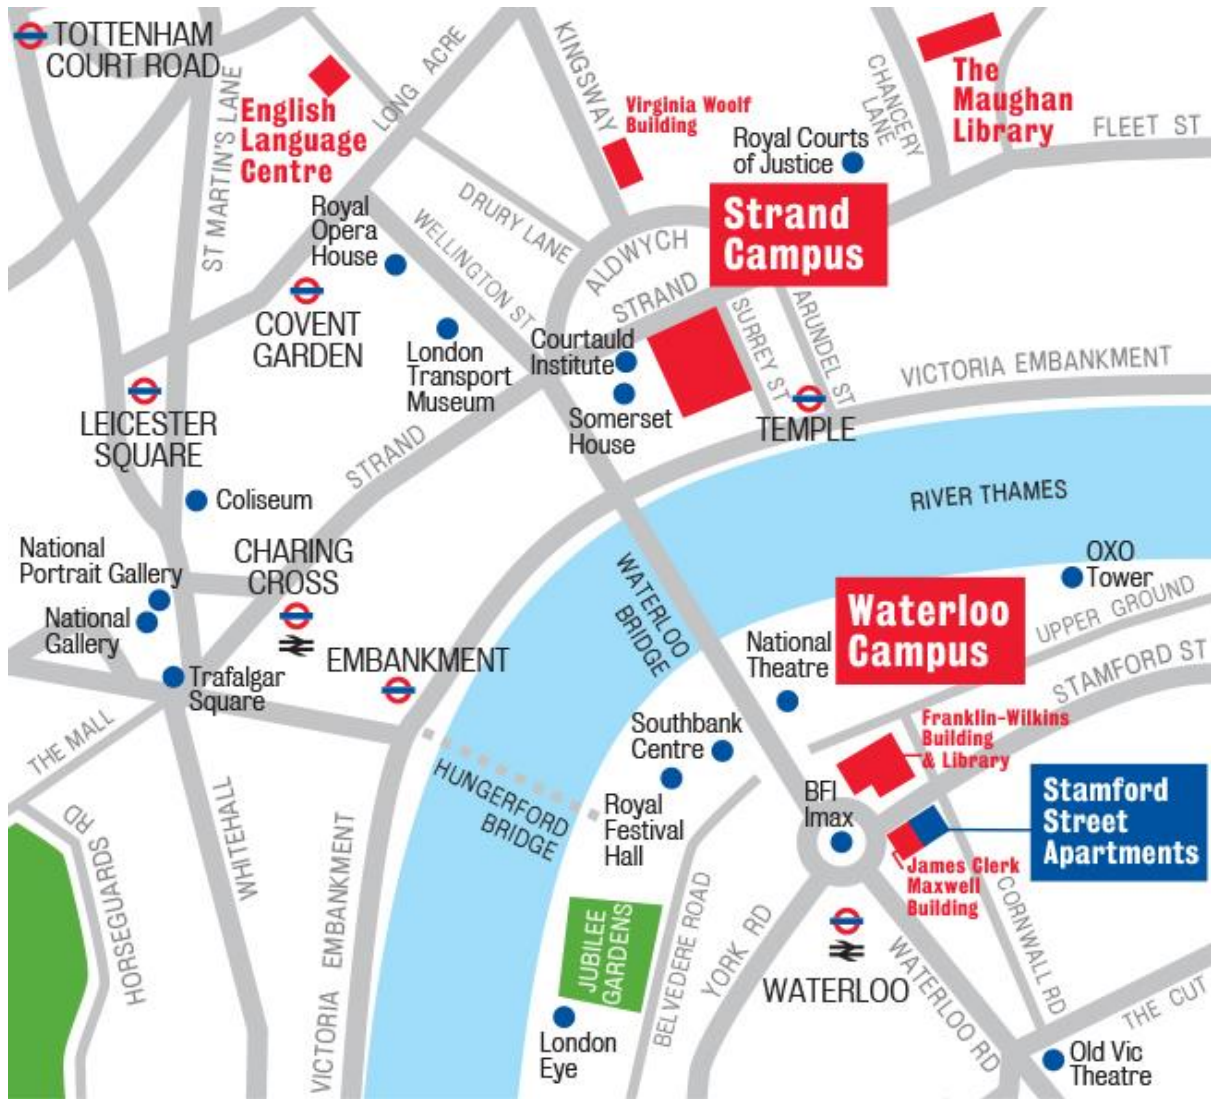 TOTTENHAM
COURT ROAD
ST MARTIN'S LANE
English
Language
Centre
LONG ACRE
KINGSWAY
Virginia Woolf
Building
Royal Courts
of Justice
CHANCERY
LANE
The
Maughan
Library
FLEET ST
Strand
Campus
DRURY LANE
WELLINGTON ST
ALDWYCH
STRAND
Royal
Opera
House
COVENT
GARDEN
London
Transport
Museum
Courtauld
Institute
Somerset
House
SURREY ST
ARUNDEL ST
TEMPLE
VICTORIA EMBANKMENT
LEICESTER
SQUARE
STRAND
Coliseum
RIVER THAMES
National
Portrait Gallery
CHARING
CROSS
National
Gallery
Trafalgar
Square
EMBANKMENT
WATERLOO
BRIDGE
OXO
Tower
Waterloo
Campus
UPPER GROUND
STAMFORD ST
National
Theatre
THE MALL
Southbank
Centre
Franklin-Wilkins
Building
& Library
HUNGERFORD
BRIDGE
Royal
Festival
Hall
BFI
Imax
Stamford
Street
Apartments
James Clerk
Maxwell
Building
HORSEGUARDS RD
WHITEHALL
VICTORIA EMBANKMENT
JUBILEE
GARDENS
BELVEDERE ROAD
YORK RD
WATERLOO
WATERLOO RD
CORNWALL RD
THE CUT
London
Eye
Old Vic
Theatre